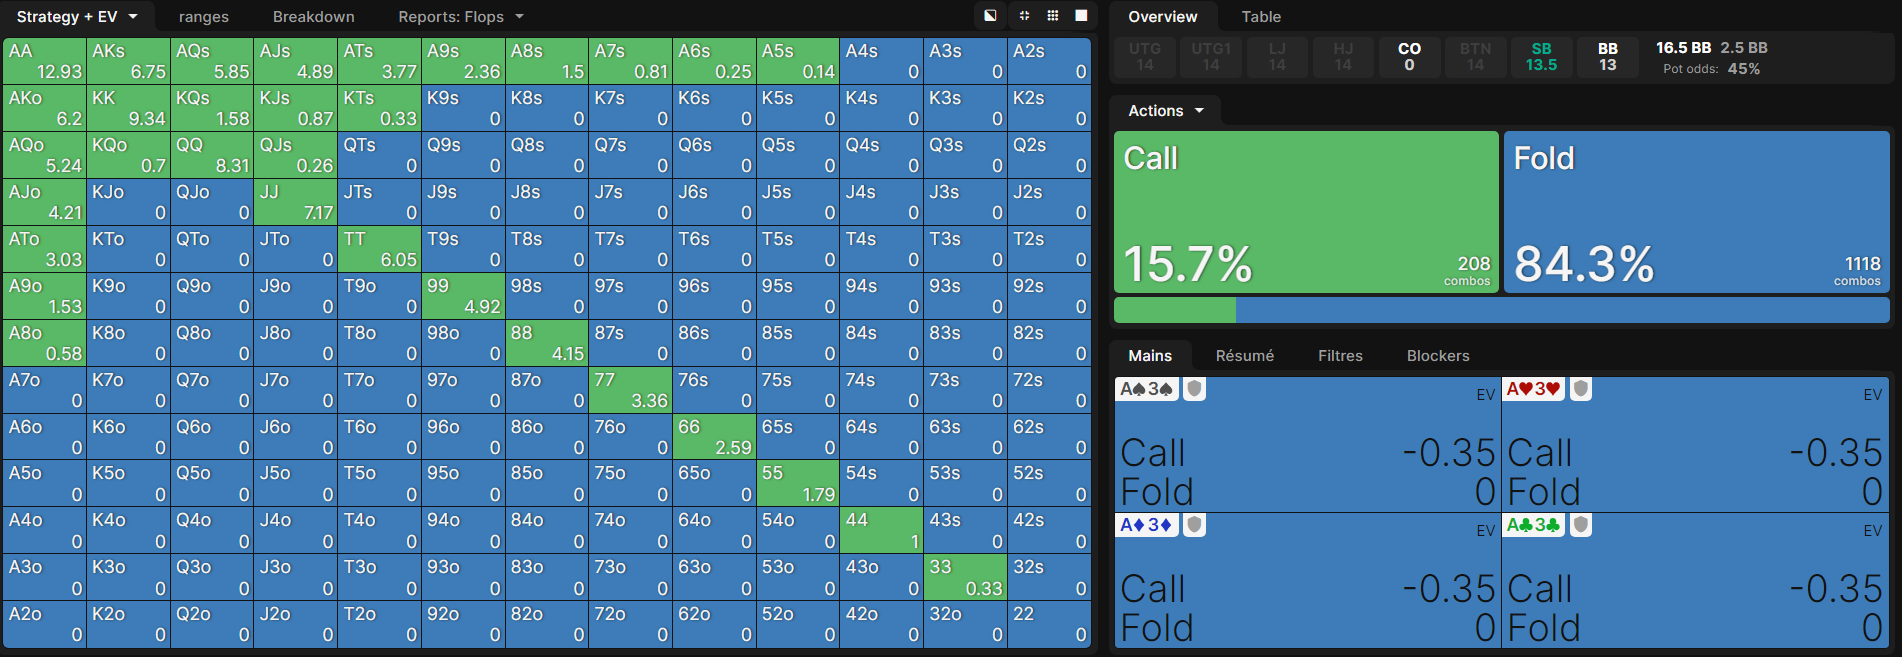 Strategy + EV ranges Breakdown Reports: Flops
AA AKs AQs AJs ATs A9s A8s A7s A6s A5s A4s A3s A2s
12.93 6.75 5.85 4.89 3.77 2.36 1.5 0.81 0.25 0.14 0 0 0
AKo KK KQs KJs KTs K9s K8s K7s K6s K5s K4s K3s K2s
6.2 9.34 1.58 0.87 0.33 0 0 0 0 0 0 0 0
AQo KQo QQ QJs QTs Q9s Q8s Q7s Q6s Q5s Q4s Q3s Q2s
5.24 0.7 8.31 0.26 0 0 0 0 0 0 0 0 0
AJo KJo QJo JJ JTs J9s J8s J7s J6s J5s J4s J3s J2s
4.21 0 0 7.17 0 0 0 0 0 0 0 0 0
ATo KTo QTo JTo TT T9s T8s T7s T6s T5s T4s T3s T2s
3.03 0 0 0 6.05 0 0 0 0 0 0 0 0
A9o K9o Q9o J9o T9o 99 98s 97s 96s 95s 94s 93s 92s
1.53 0 0 0 0 4.92 0 0 0 0 0 0 0
A8o K8o Q8o J8o T8o 98o 88 87s 86s 85s 84s 83s 82s
0.58 0 0 0 0 0 4.15 0 0 0 0 0 0
A7o K7o Q7o J7o T7o 97o 87o 77 76s 75s 74s 73s 72s
0 0 0 0 0 0 0 3.36 0 0 0 0 0
A6o K6o Q6o J6o T6o 96o 86o 76o 66 65s 64s 63s 62s
0 0 0 0 0 0 0 0 2.59 0 0 0 0
A5o K5o Q5o J5o T5o 95o 85o 75o 65o 55 54s 53s 52s
0 0 0 0 0 0 0 0 0 1.79 0 0 0
A4o K4o Q4o J4o T4o 94o 84o 74o 64o 54o 44 43s 42s
0 0 0 0 0 0 0 0 0 0 1 0 0
A3o K3o Q3o J3o T3o 93o 83o 73o 63o 53o 43o 33 32s
0 0 0 0 0 0 0 0 0 0 0 0.33 0
A2o K2o Q2o J2o T2o 92o 82o 72o 62o 52o 42o 32o 22
0 0 0 0 0 0 0 0 0 0 0 0 0
Overview Table
UTG UTG1 LJ HJ CO BTN SB BB 16.5 BB 2.5 BB
14 14 14 14 0 14 13.5 13 Pot odds: 45%
Actions
Call Fold
15.7% 208 combos 84.3% 1118 combos
Mains Résumé Filtres Blockers
A♠3♠ EV A♥3♥ EV
Call -0.35 Call -0.35
Fold 0 Fold 0
A♦3♦ EV A♣3♣ EV
Call -0.35 Call -0.35
Fold 0 Fold 0